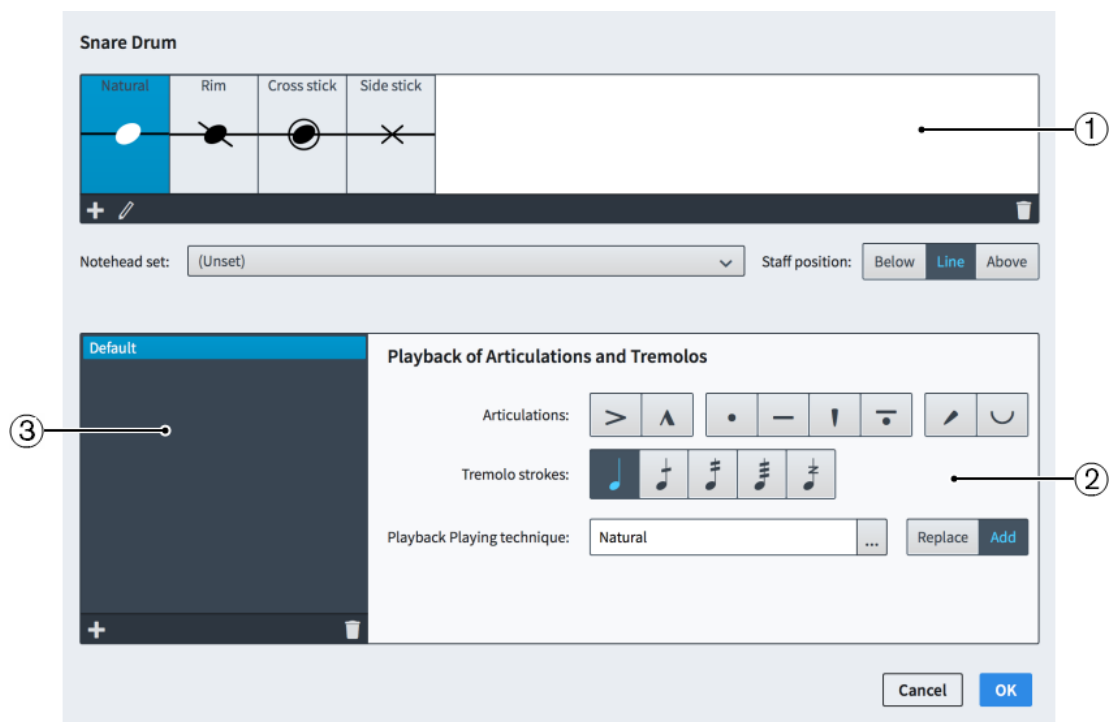 Snare Drum
Natural Rim Cross stick Side stick
①
Notehead set: (Unset) Staff position: Below Line Above
Default
Playback of Articulations and Tremolos
Articulations:
③
Tremolo strokes:
②
Playback Playing technique: Natural ... Replace Add
Cancel OK